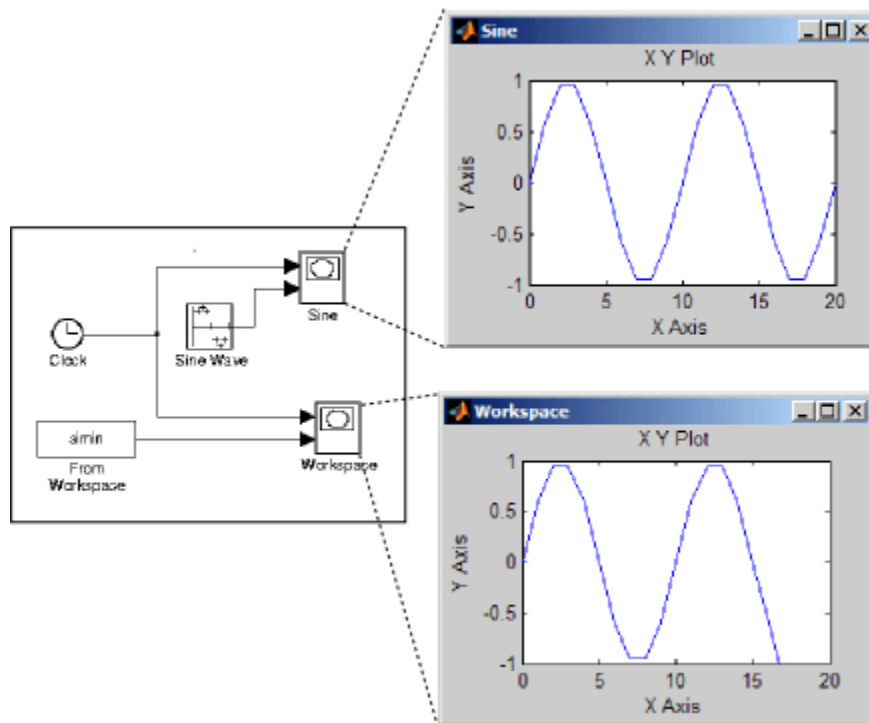 Sine
X Y Plot
1
0.5
0
-0.5
-1
Y Axis
0 5 10 15 20
X Axis
Sine
Clock
Sine Wave
simin
From
Workspace
Workspace
Workspace
X Y Plot
1
0.5
0
-0.5
-1
Y Axis
0 5 10 15 20
X Axis